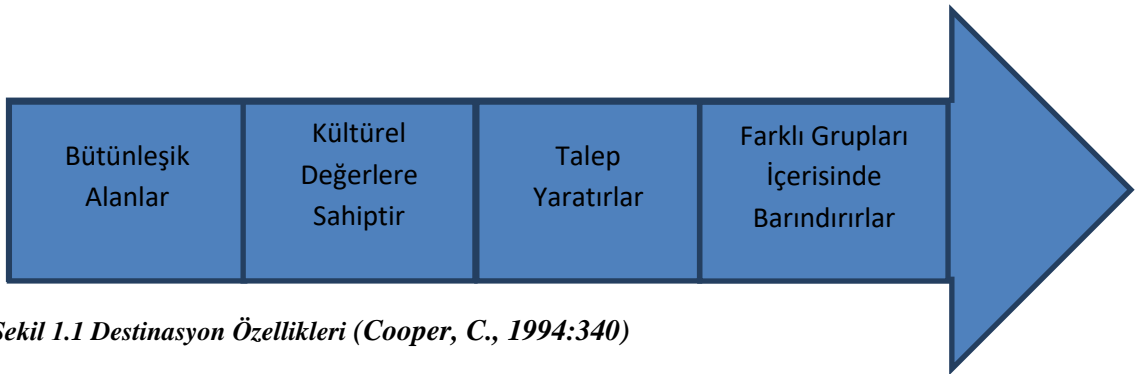 Bütünleşik
Alanlar
Kültürel
Değerlere
Sahiptir
Talep
Yaratırlar
Farklı Grupları
İçerisinde
Barındırırlar
Şekil 1.1 Destinasyon Özellikleri (Cooper, C., 1994:340)